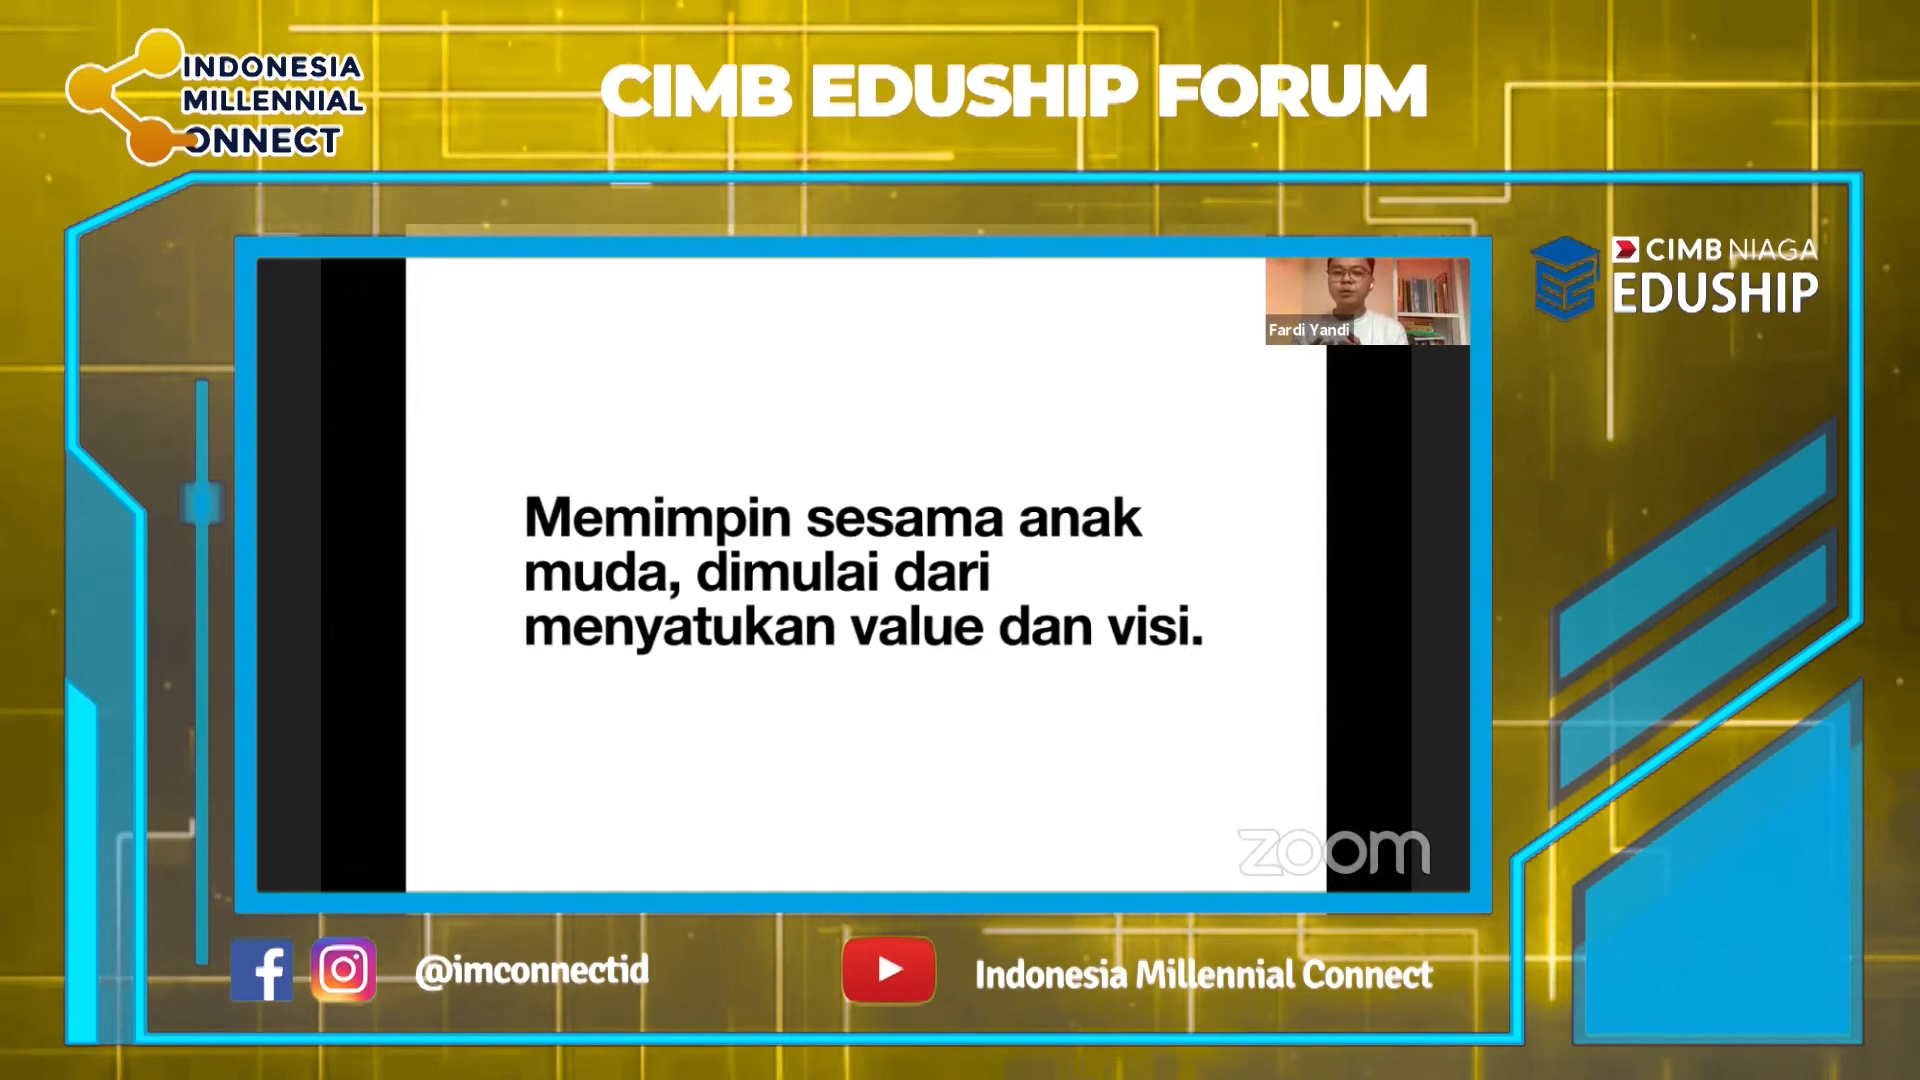 INDONESIA
MILLENNIAL
CONNECT
CIMB EDUSHIP FORUM
CIMB NIAGA
EDUSHIP
Fardi Yandi
Memimpin sesama anak
muda, dimulai dari
menyatukan value dan visi.
zoom
@imconnectid
Indonesia Millennial Connect